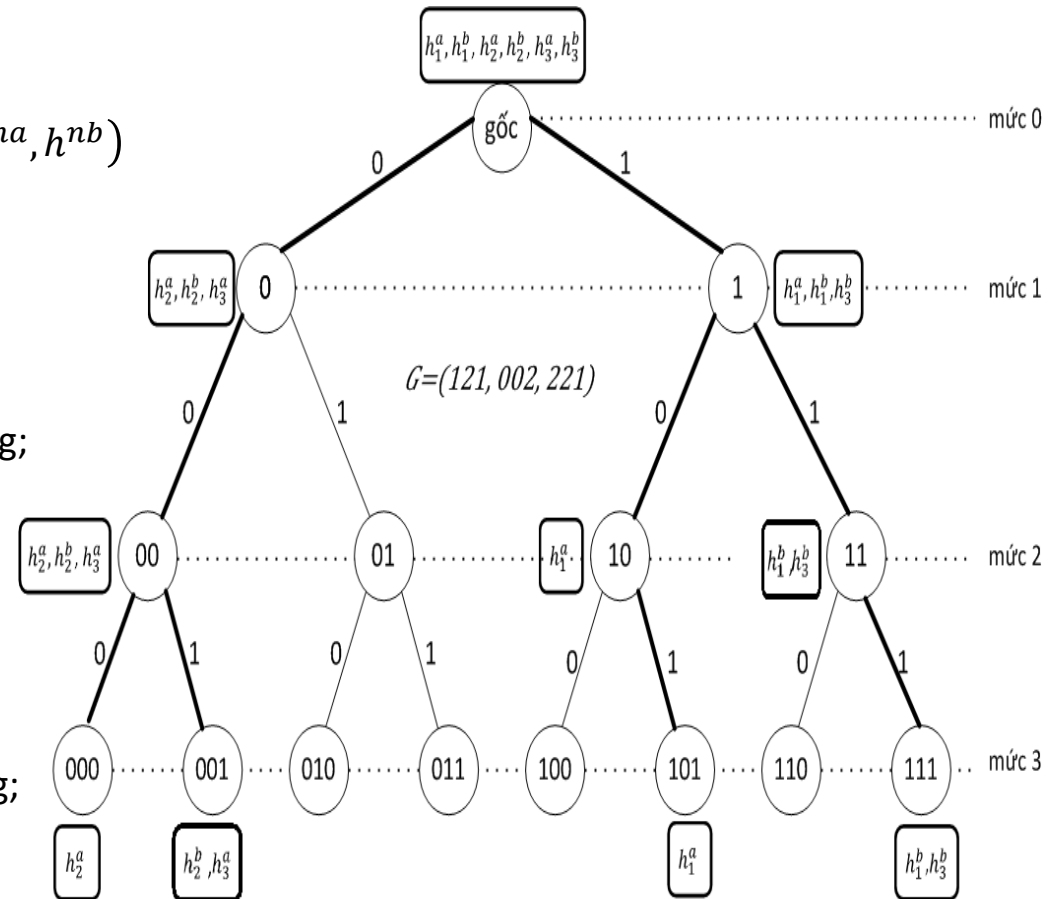 h₁ᵃ, h₁ᵇ, h₂ᵃ, h₂ᵇ, h₃ᵃ, h₃ᵇ
gốc
mức 0
ⁿᵃ, hⁿᵇ)
0
1
h₂ᵃ, h₂ᵇ, h₃ᵃ
0
1
h₁ᵃ, h₁ᵇ, h₃ᵇ
mức 1
G=(121, 002, 221)
0
1
0
1
g;
h₂ᵃ, h₂ᵇ, h₃ᵃ
00
01
h₁ᵃ
10
h₁ᵇ, h₃ᵇ
11
mức 2
0
1
0
1
0
1
0
1
000
001
010
011
100
101
110
111
mức 3
g;
h₂ᵃ
h₂ᵇ, h₃ᵃ
h₁ᵃ
h₁ᵇ, h₃ᵇ